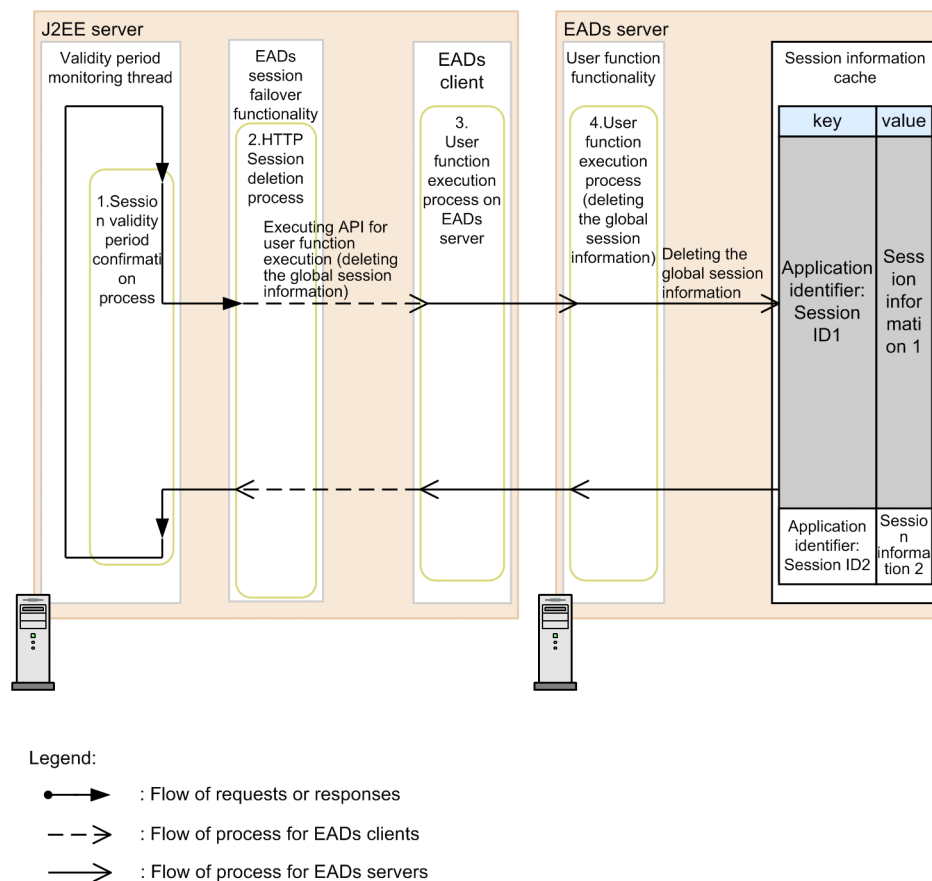 J2EE server
Validity period
monitoring thread
EADs
session
failover
functionality
EADs
client
1.Sessio
n validity
period
confirmati
on
process
2.HTTP
Session
deletion
process
Executing API for
user function
execution (deleting
the global session
information)
3.
User
function
execution
process on
EADs
server
EADs server
User function
functionality
4.User
function
execution
process
(deleting
the global
session
information)
Deleting the
global session
information
Session information
cache
key
value
Application
identifier:
Session
ID1
Sess
ion
infor
mati
on 1
Application
identifier:
Session ID2
Sessio
n
informa
tion 2
Legend:
: Flow of requests or responses
: Flow of process for EADs clients
: Flow of process for EADs servers